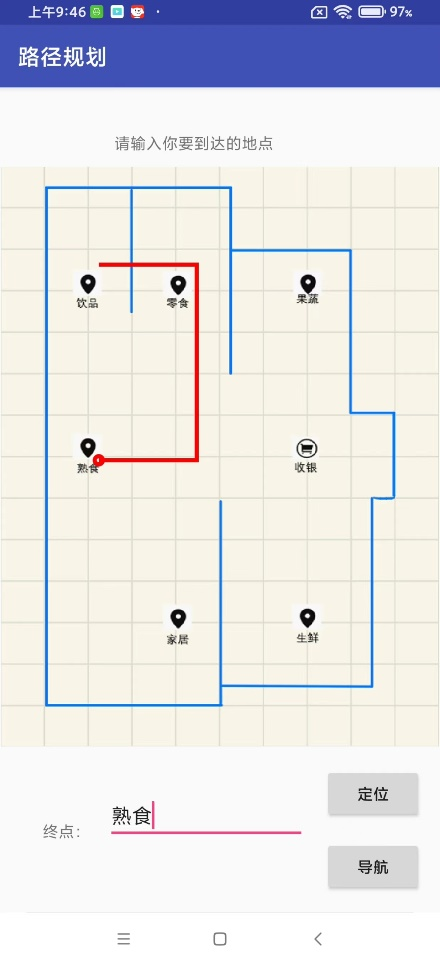 上午9:46
97%
路径规划
请输入你要到达的地点
饮品
零食
果蔬
熟食
收银
家居
生鲜
定位
终点：
熟食
导航